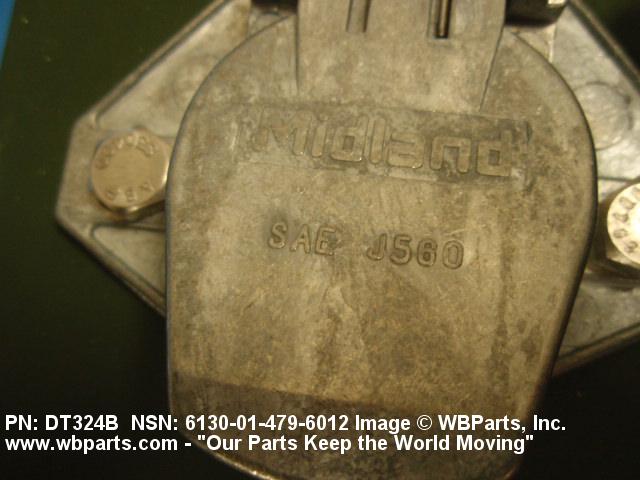 Midland
SAE J560
PN: DT324B NSN: 6130-01-479-6012 Image © WBParts, Inc.
www.wbparts.com - "Our Parts Keep the World Moving"